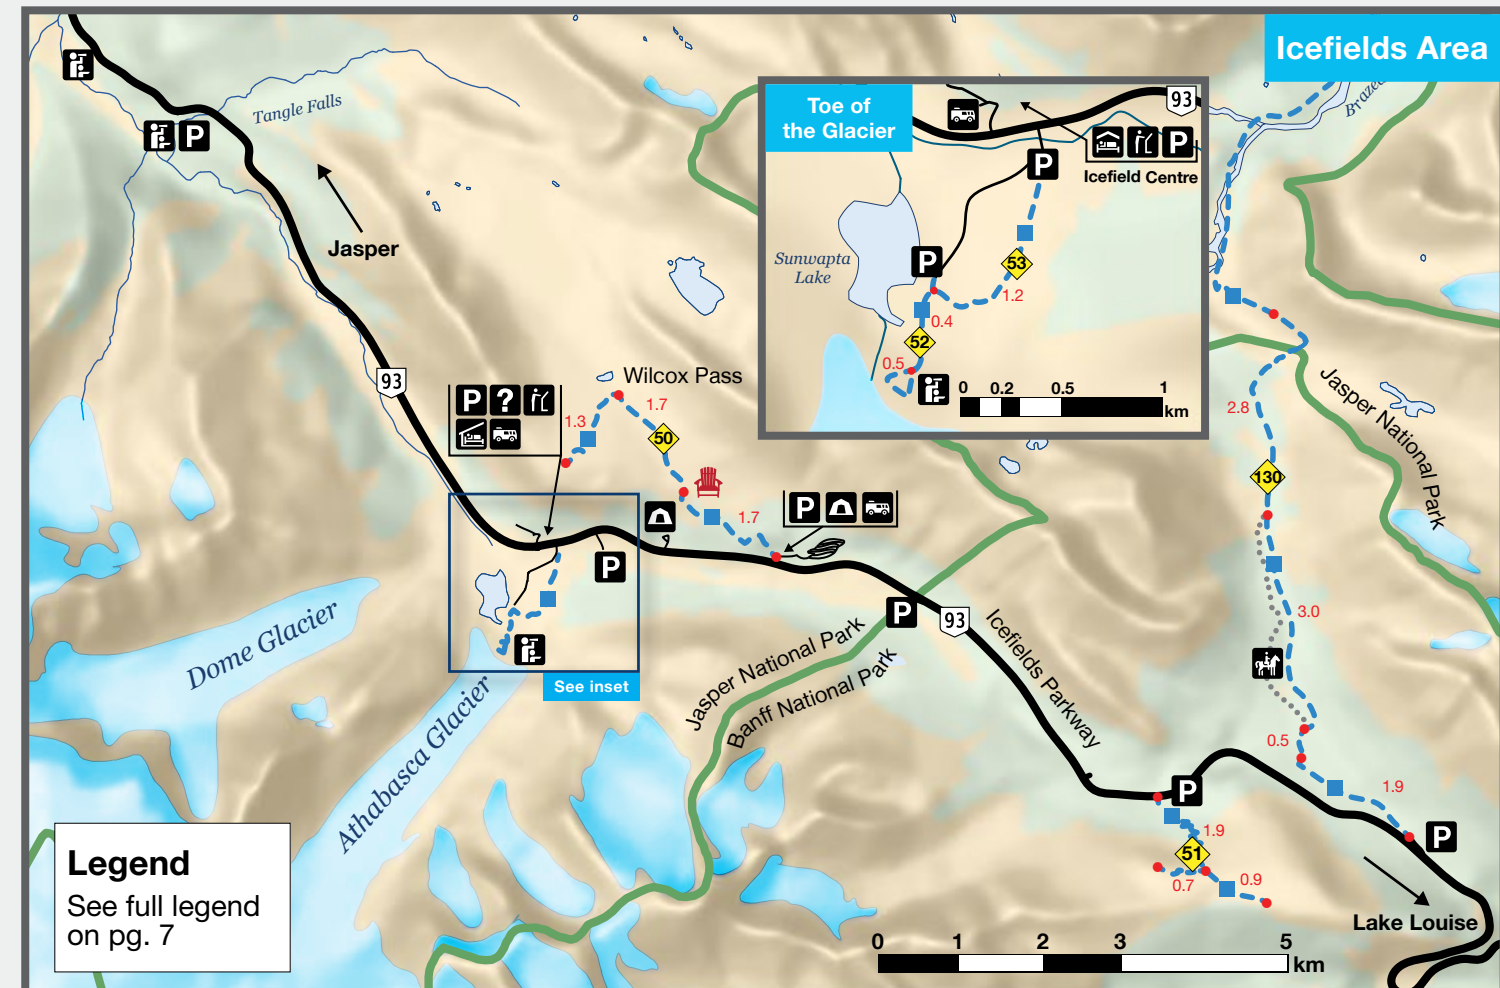 Icefields Area
Tangle Falls
Jasper
93
Toe of
the Glacier
93
P
P
Icefield Centre
Sunwapta
Lake
P
53
1.2
0.4
52
0.5
0 0.2 0.5 1
km
P
P ?
Wilcox Pass
1.3
1.7
50
1.7
P
P
P
93
See inset
Dome Glacier
Athabasca Glacier
Jasper National Park
Banff National Park
Icefields Parkway
Jasper National Park
2.8
130
3.0
0.5
1.9
P
P
1.9
51
0.7
0.9
Lake Louise
Legend
See full legend
on pg. 7
0 1 2 3 5
km